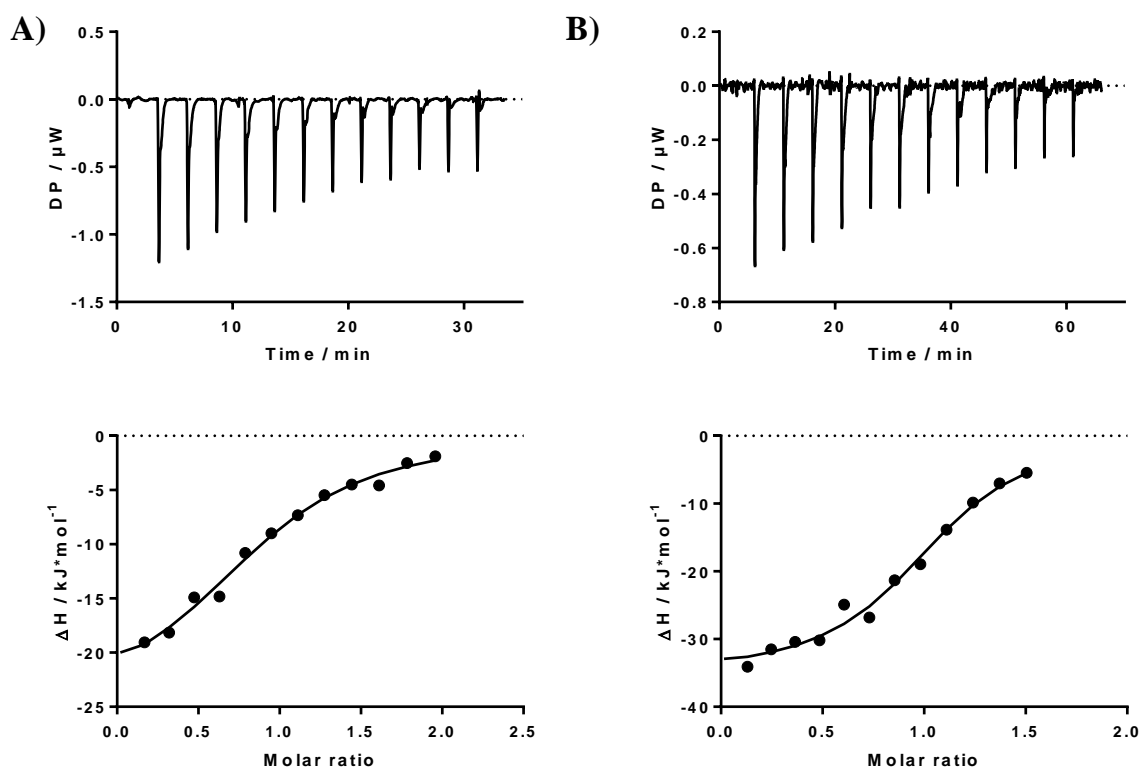 A)
0.5
0.0
-0.5
-1.0
-1.5
DP / µW
0 10 20 30
Time / min
B)
0.2
0.0
-0.2
-0.4
-0.6
-0.8
DP / µW
0 20 40 60
Time / min
0
-5
-10
-15
-20
-25
ΔH / kJ*mol⁻¹
0.0 0.5 1.0 1.5 2.0 2.5
Molar ratio
0
-10
-20
-30
-40
ΔH / kJ*mol⁻¹
0.0 0.5 1.0 1.5 2.0
Molar ratio